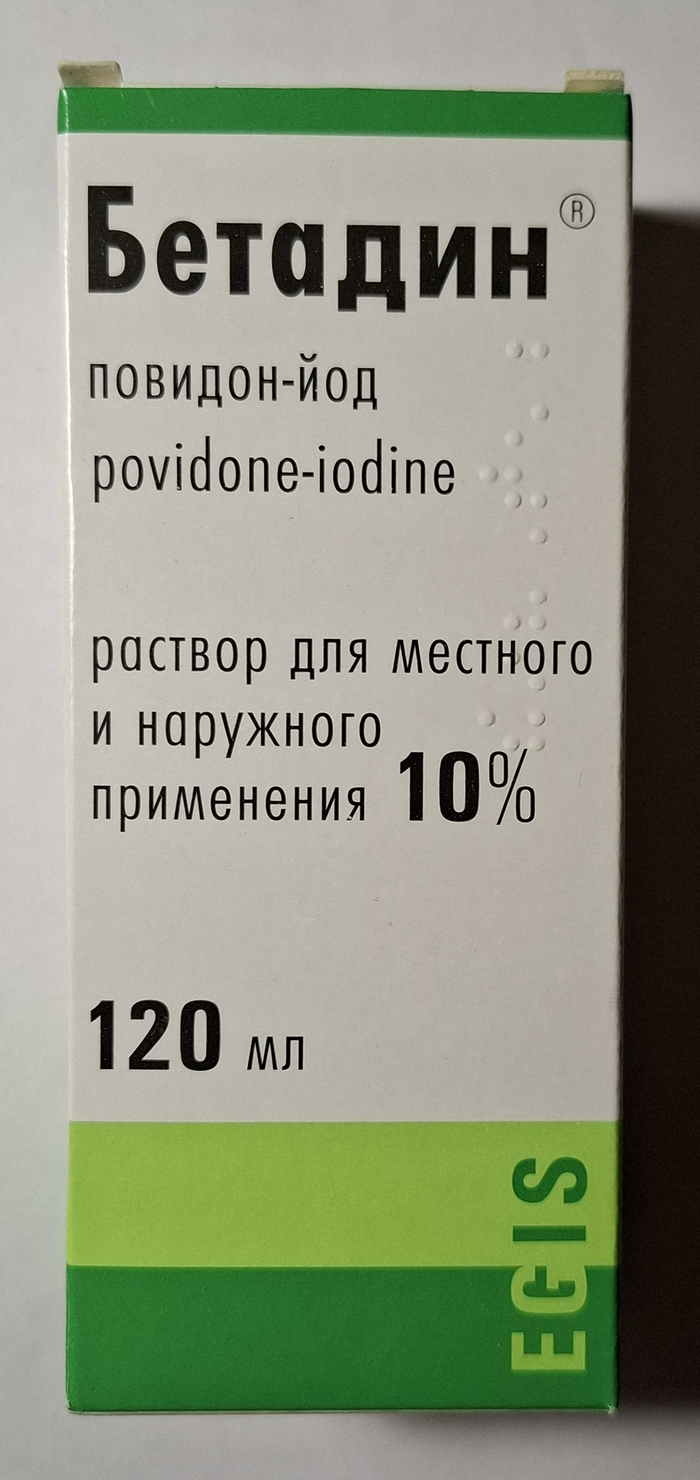 Бетадин®
повидон-йод
povidone-iodine
раствор для местного
и наружного
применения 10%
120 мл
EGIS